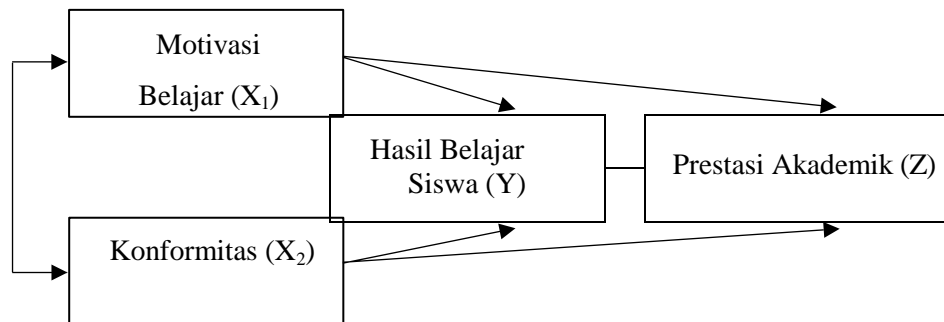 Motivasi
Belajar (X₁)
Hasil Belajar
Siswa (Y)
Prestasi Akademik (Z)
Konformitas (X₂)